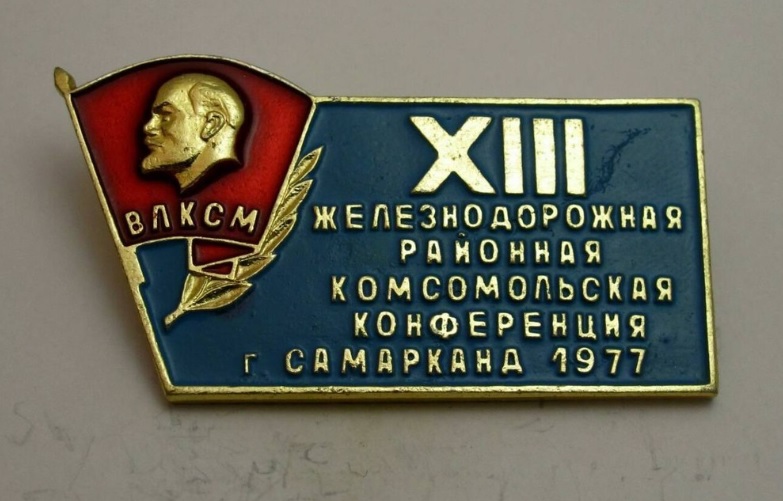 ВЛКСМ
XIII
ЖЕЛЕЗНОДОРОЖНАЯ
РАЙОННАЯ
КОМСОМОЛЬСКАЯ
КОНФЕРЕНЦИЯ
г САМАРКАНД 1977